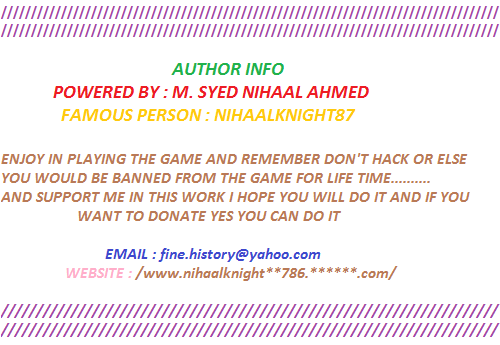 ////////////////////////////////////////////////////////////////////////
////////////////////////////////////////////////////////////////////////
AUTHOR INFO
POWERED BY : M. SYED NIHAAL AHMED
FAMOUS PERSON : NIHAALKNIGHT87
ENJOY IN PLAYING THE GAME AND REMEMBER DON'T HACK OR ELSE
YOU WOULD BE BANNED FROM THE GAME FOR LIFE TIME..........
AND SUPPORT ME IN THIS WORK I HOPE YOU WILL DO IT AND IF YOU
WANT TO DONATE YES YOU CAN DO IT
EMAIL : fine.history@yahoo.com
WEBSITE : /www.nihaalknight**786.******.com/
////////////////////////////////////////////////////////////////////////
////////////////////////////////////////////////////////////////////////